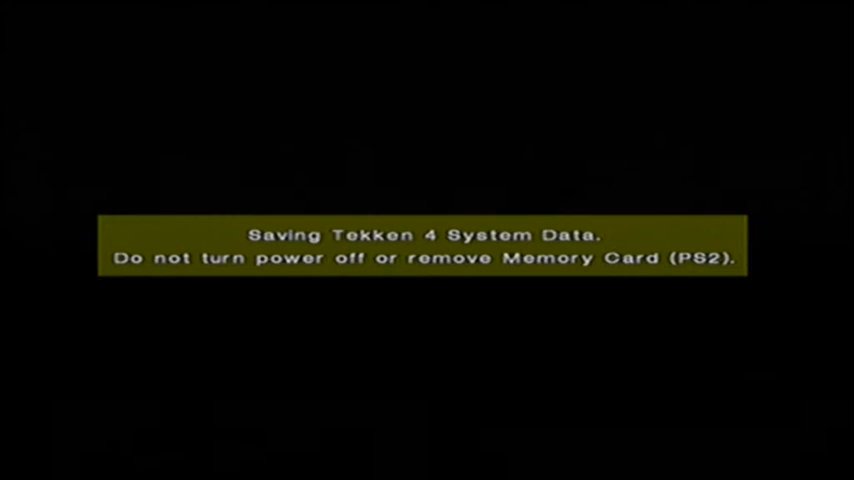 Saving Tekken 4 System Data.
Do not turn power off or remove Memory Card (PS2).